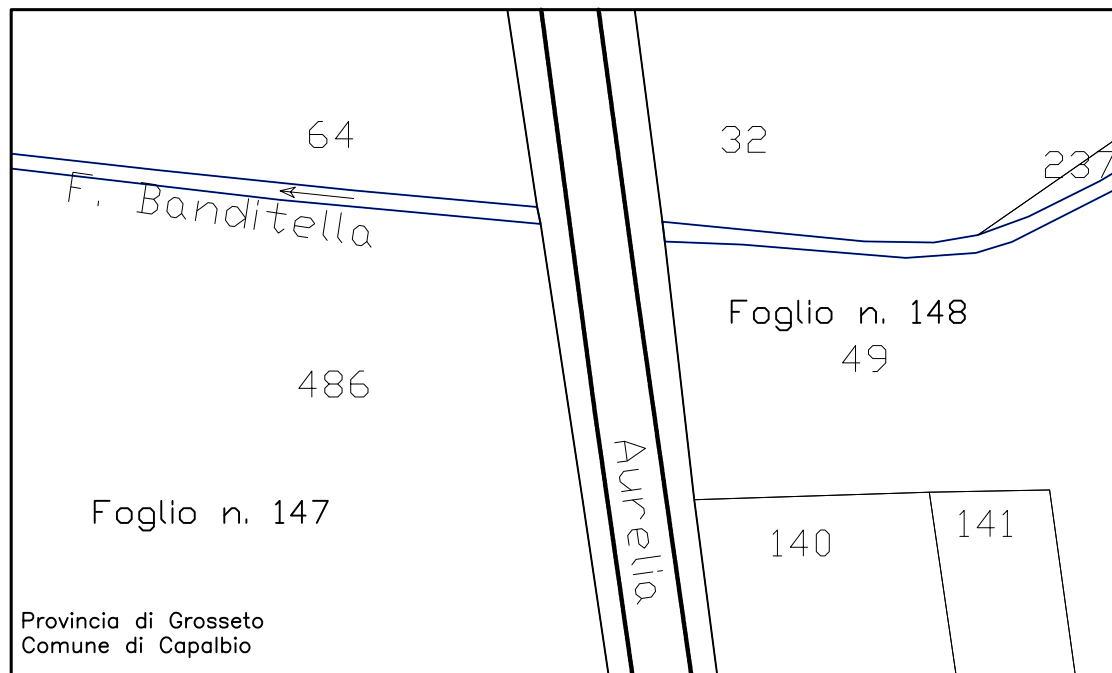 64
32
237
F. Banditella
Foglio n. 148
49
486
Aurelia
Foglio n. 147
140
141
Provincia di Grosseto
Comune di Capalbio